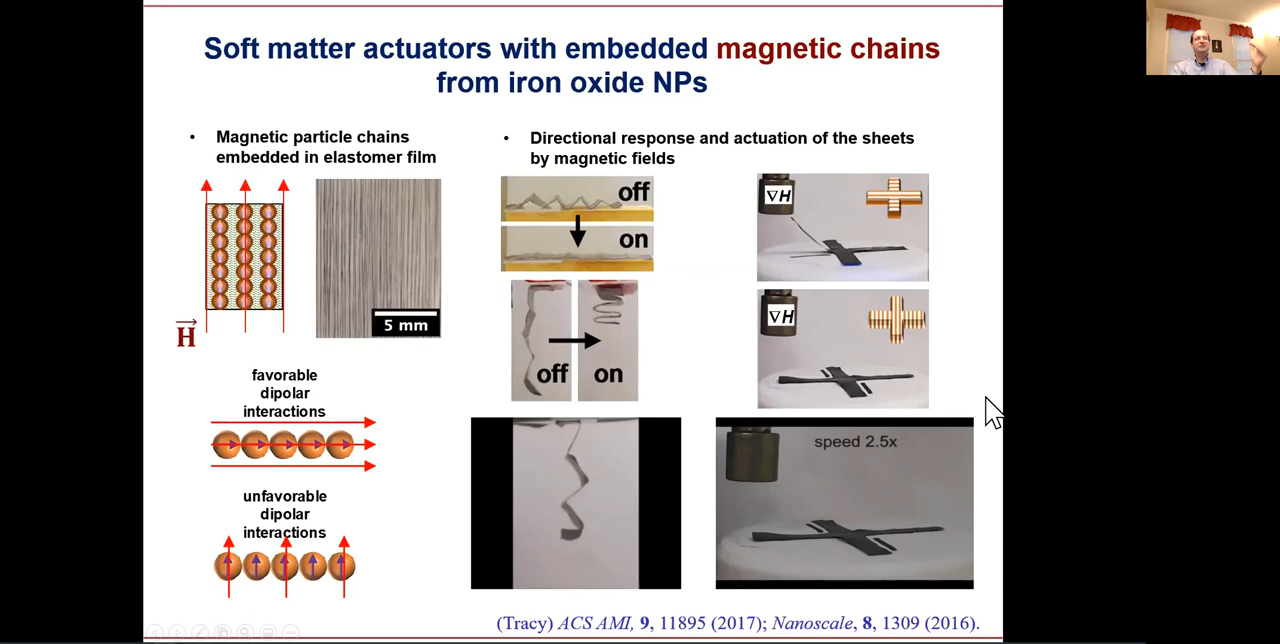 Soft matter actuators with embedded magnetic chains
from iron oxide NPs
• Magnetic particle chains
embedded in elastomer film
H
5 mm
favorable
dipolar
interactions
unfavorable
dipolar
interactions
• Directional response and actuation of the sheets
by magnetic fields
off
on
off
on
∇H
∇H
speed 2.5x
(Tracy) ACS AMI, 9, 11895 (2017); Nanoscale, 8, 1309 (2016).